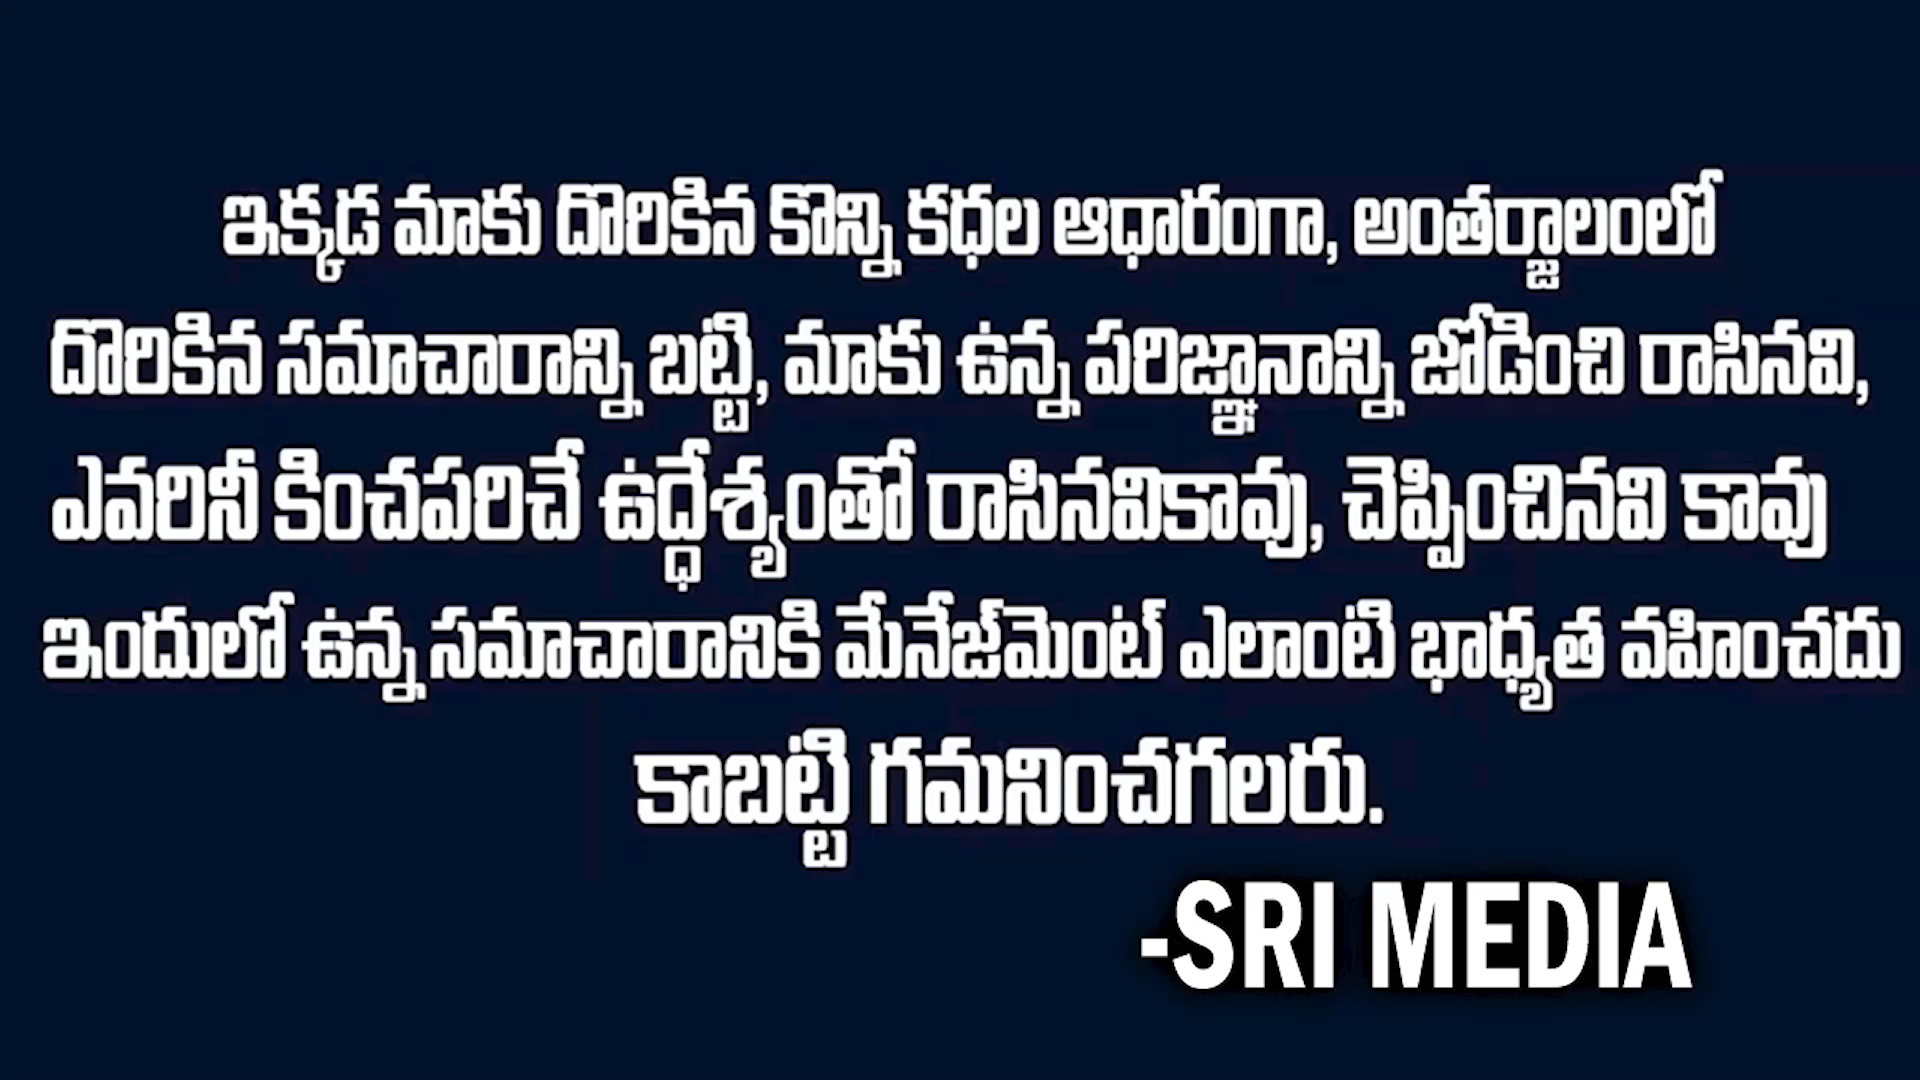 ఇక్కడ మాకు దొరికిన కొన్ని కధల ఆధారంగా, అంతర్జాలంలో
దొరికిన సమాచారాన్ని బట్టి, మాకు ఉన్న పరిజ్ఞానాన్ని జోడించి రాసినవి,
ఎవరినీ కించపరిచే ఉద్ధేశ్యంతో రాసినవికావు, చెప్పించినవి కావు
ఇందులో ఉన్న సమాచారానికి మేనేజ్‌మెంట్ ఎలాంటి భాధ్యత వహించదు
కాబట్టి గమనించగలరు.
-SRI MEDIA